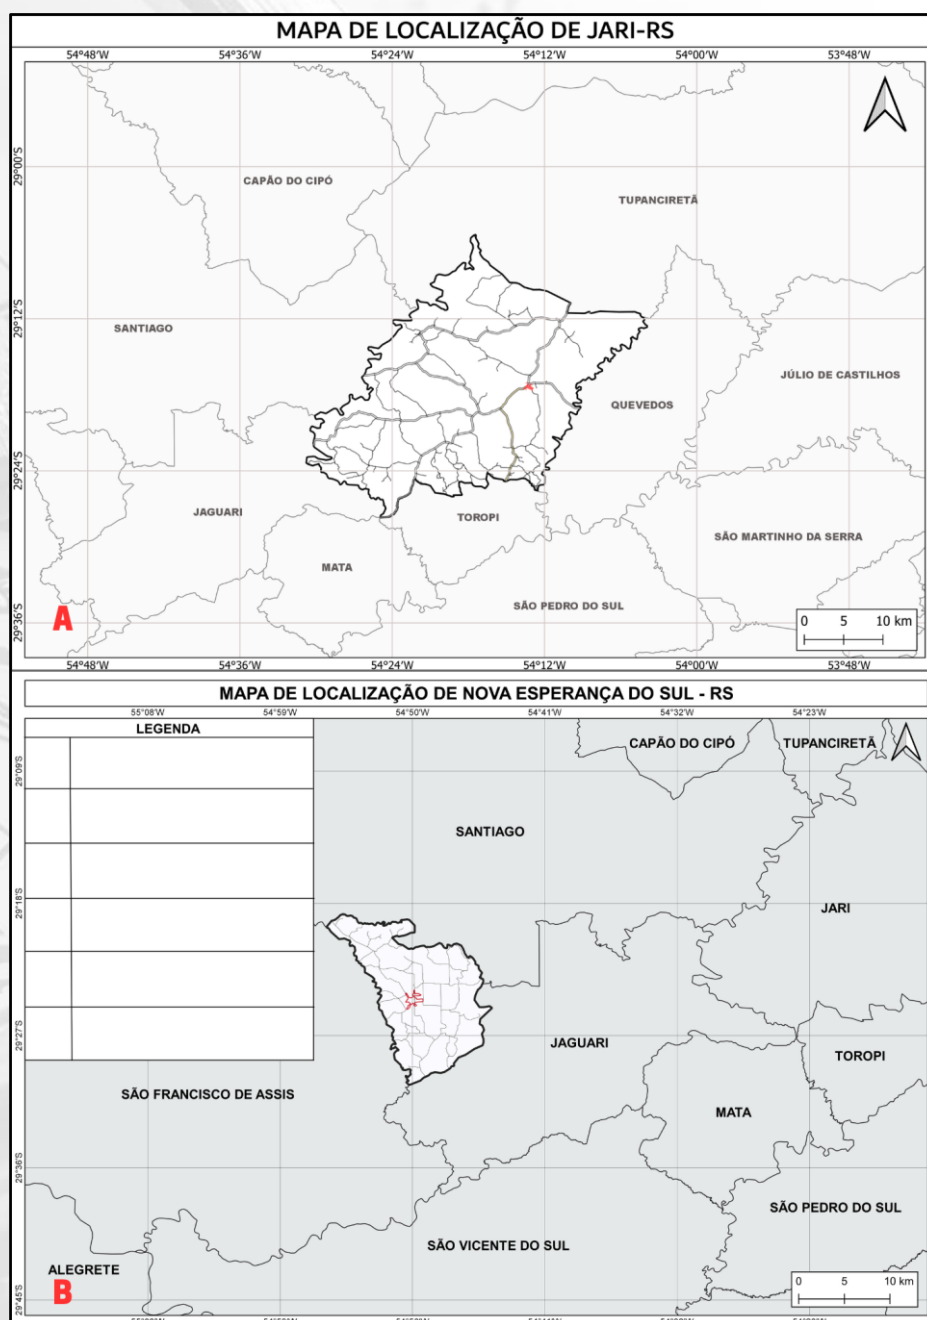 MAPA DE LOCALIZAÇÃO DE JARI-RS
54°48'W 54°36'W 54°24'W 54°12'W 54°00'W 53°48'W
29°00'S
CAPÃO DO CIPÓ
TUPANCIRETÃ
29°12'S
SANTIAGO
JÚLIO DE CASTILHOS
QUEVEDOS
29°24'S
JAGUARI
TOROPI
SÃO MARTINHO DA SERRA
MATA
SÃO PEDRO DO SUL
29°36'S
A
0 5 10 km
54°48'W 54°36'W 54°24'W 54°12'W 54°00'W 53°48'W
MAPA DE LOCALIZAÇÃO DE NOVA ESPERANÇA DO SUL - RS
55°08'W 54°59'W 54°50'W 54°41'W 54°32'W 54°23'W
LEGENDA
CAPÃO DO CIPÓ
TUPANCIRETÃ
29°09'S
SANTIAGO
29°18'S
JARI
29°27'S
JAGUARI
TOROPI
SÃO FRANCISCO DE ASSIS
MATA
29°36'S
SÃO PEDRO DO SUL
SÃO VICENTE DO SUL
ALEGRETE
B
0 5 10 km
29°45'S